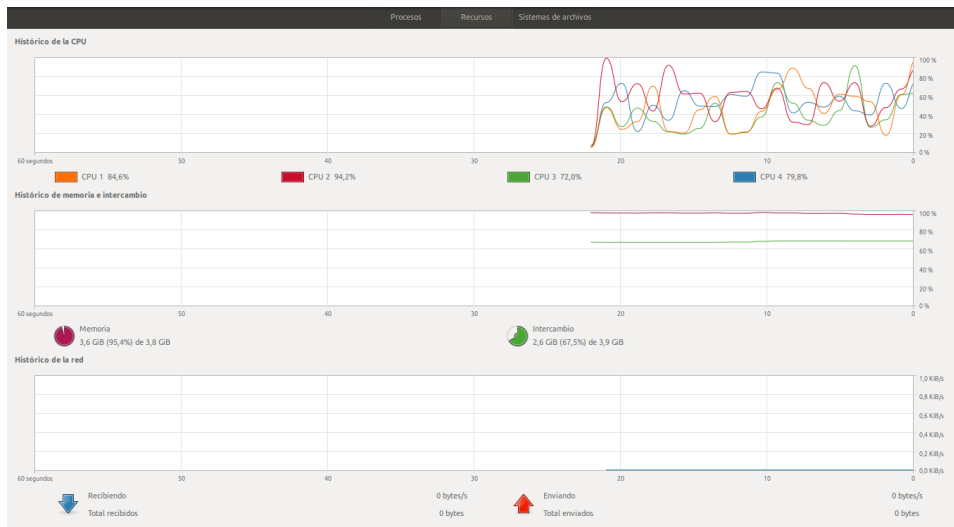 Procesos Recursos Sistemas de archivos
Histórico de la CPU
100 %
80 %
60 %
40 %
20 %
0 %
60 segundos 50 40 30 20 10 0
CPU 1 84,6% CPU 2 94,2% CPU 3 72,0% CPU 4 79,8%
Histórico de memoria e intercambio
100 %
80 %
60 %
40 %
20 %
0 %
60 segundos 50 40 30 20 10 0
Memoria
3,6 GiB (95,4%) de 3,8 GiB
Intercambio
2,6 GiB (67,5%) de 3,9 GiB
Histórico de la red
1,0 KiB/s
0,8 KiB/s
0,6 KiB/s
0,4 KiB/s
0,2 KiB/s
0,0 KiB/s
60 segundos 50 40 30 20 10 0
Recibiendo 0 bytes/s
Total recibidos 0 bytes
Enviando 0 bytes/s
Total enviados 0 bytes